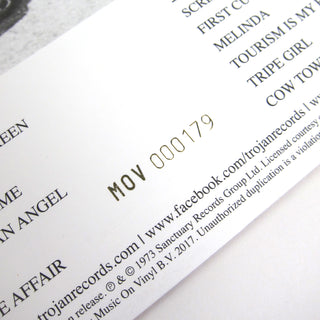 FIRST CO
MELINDA
TOURISM IS MY
TRIPE GIRL
COW TOW
EEN
ME
AN ANGEL
E AFFAIR
MOV 000179
trojanrecords.com | www.facebook.com/trojanrecords | w
en release. ℗ & © 1973 Sanctuary Records Group Ltd. Licensed courtesy
Music On Vinyl B.V. 2017. Unauthorized duplication is a violation